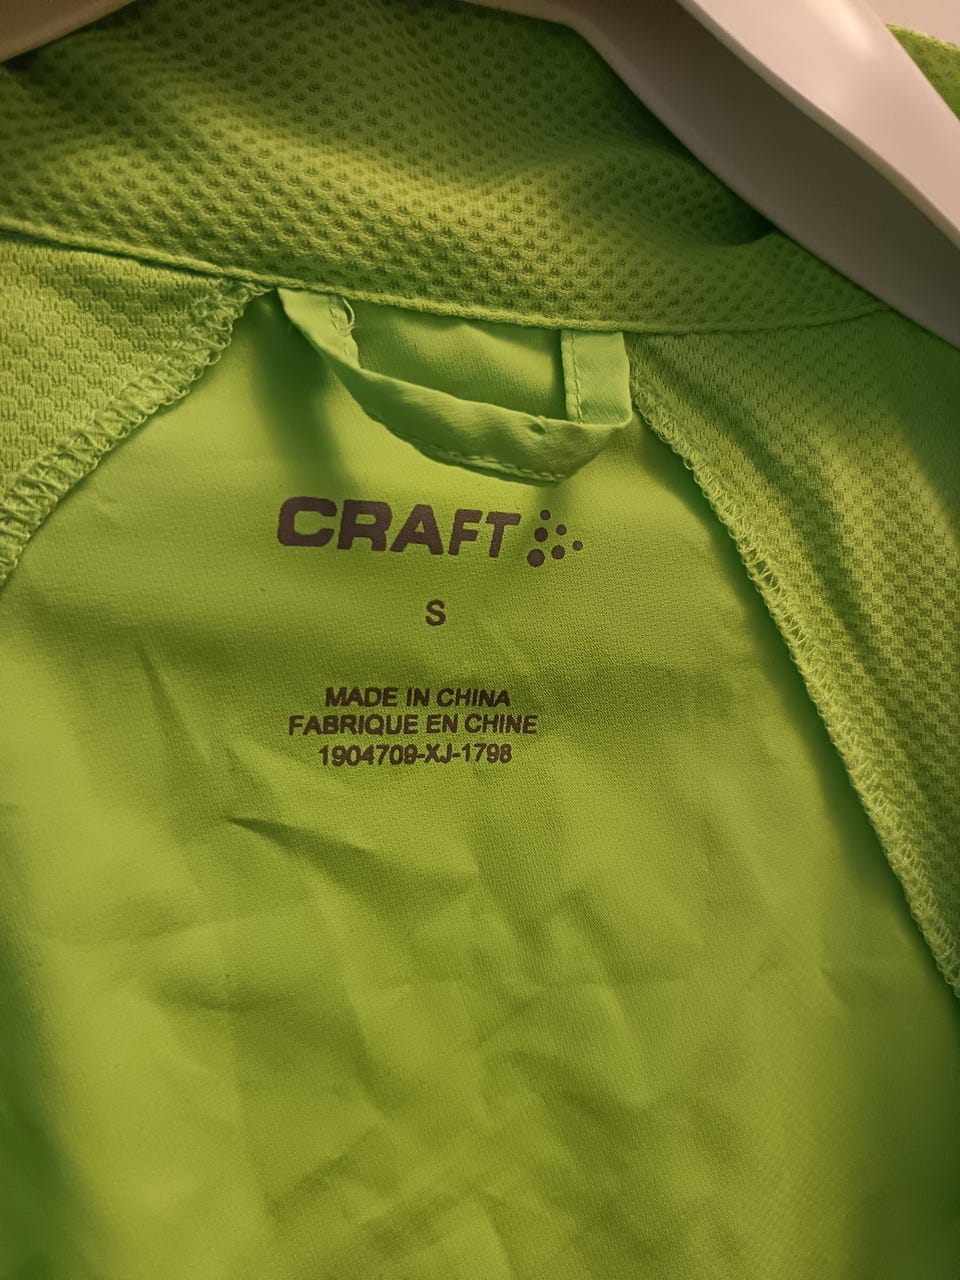 CRAFT
S
MADE IN CHINA
FABRIQUE EN CHINE
1904709-XJ-1798